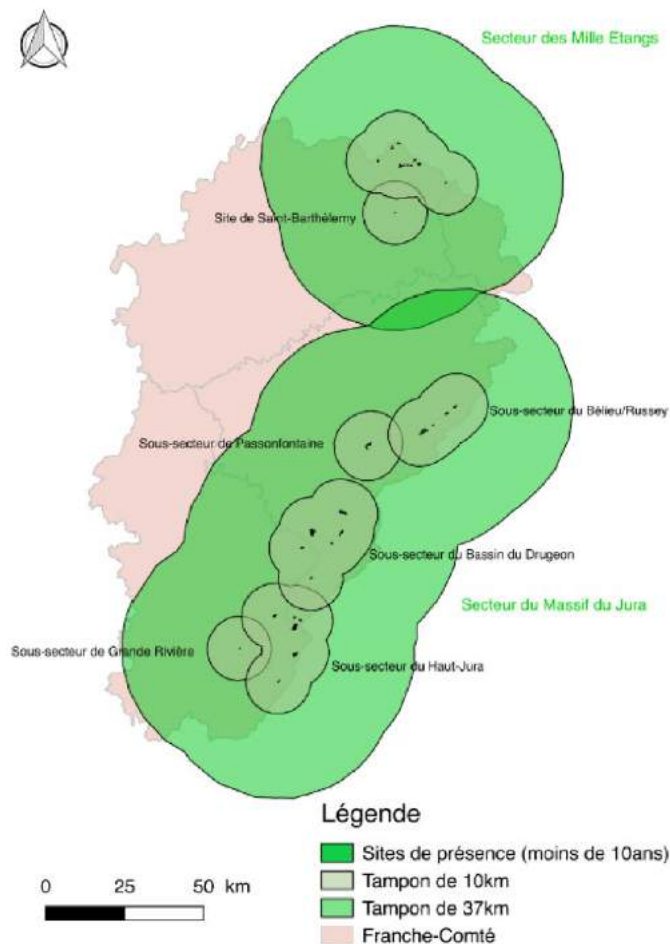 Secteur des Mille Etangs
Site de Saint-Barthélemy
Sous-secteur du Bélieu/Russey
Sous-secteur de Passonfontaine
Sous-secteur du Bassin du Drugeon
Secteur du Massif du Jura
Sous-secteur de Grande Rivière
Sous-secteur du Haut-Jura
Légende
Sites de présence (moins de 10ans)
Tampon de 10km
Tampon de 37km
Franche-Comté
0 25 50 km